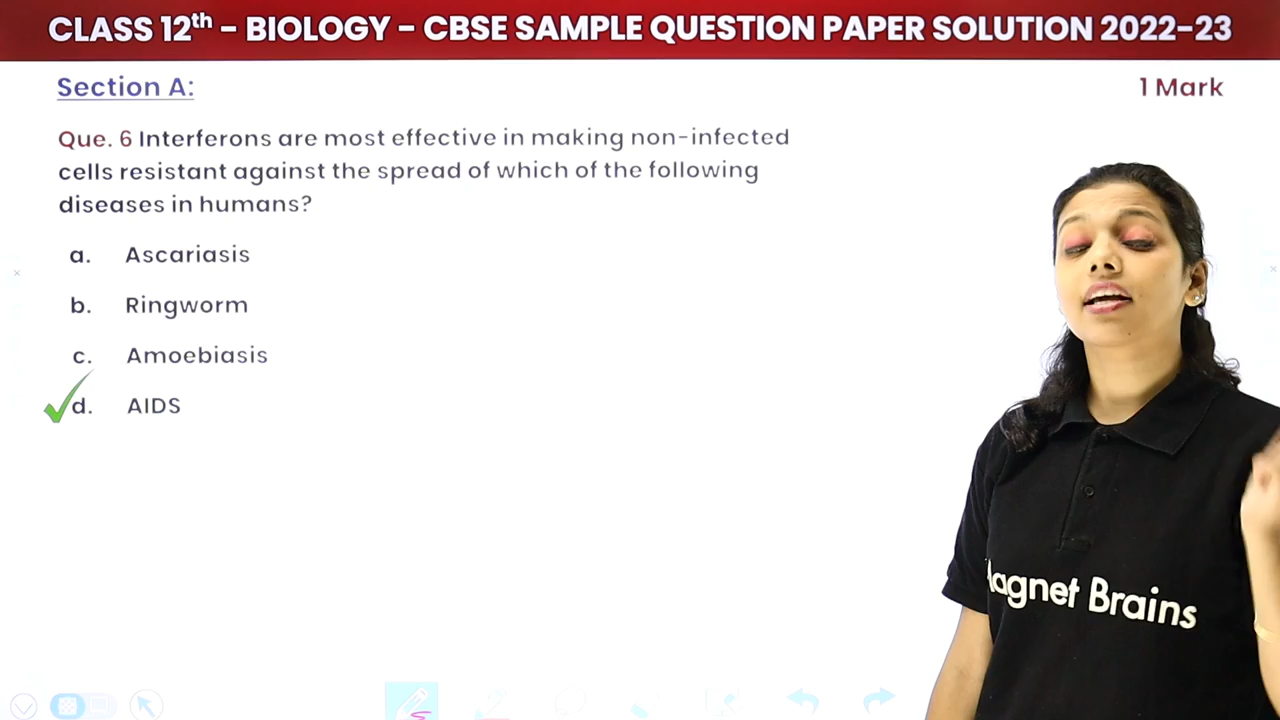 CLASS 12th - BIOLOGY - CBSE SAMPLE QUESTION PAPER SOLUTION 2022-23
Section A:
1 Mark
Que. 6 Interferons are most effective in making non-infected
cells resistant against the spread of which of the following
diseases in humans?
a. Ascariasis
b. Ringworm
c. Amoebiasis
d. AIDS
Magnet Brains